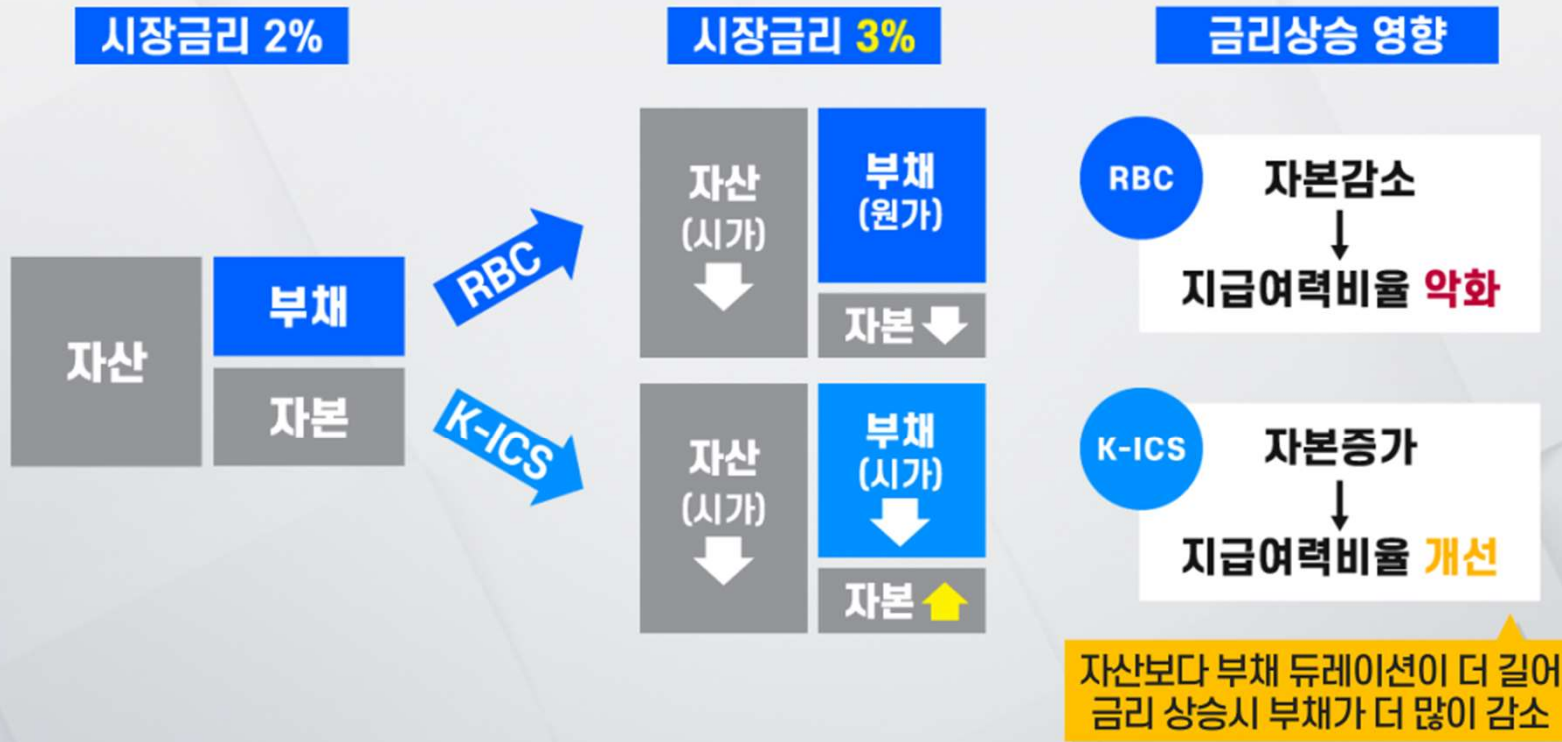 시장금리 2%
시장금리 3%
금리상승 영향
자산
부채
자본
RBC
K-ICS
자산
(시가)
부채
(원가)
자본
자산
(시가)
부채
(시가)
자본
RBC
자본감소
지급여력비율 악화
K-ICS
자본증가
지급여력비율 개선
자산보다 부채 듀레이션이 더 길어
금리 상승시 부채가 더 많이 감소